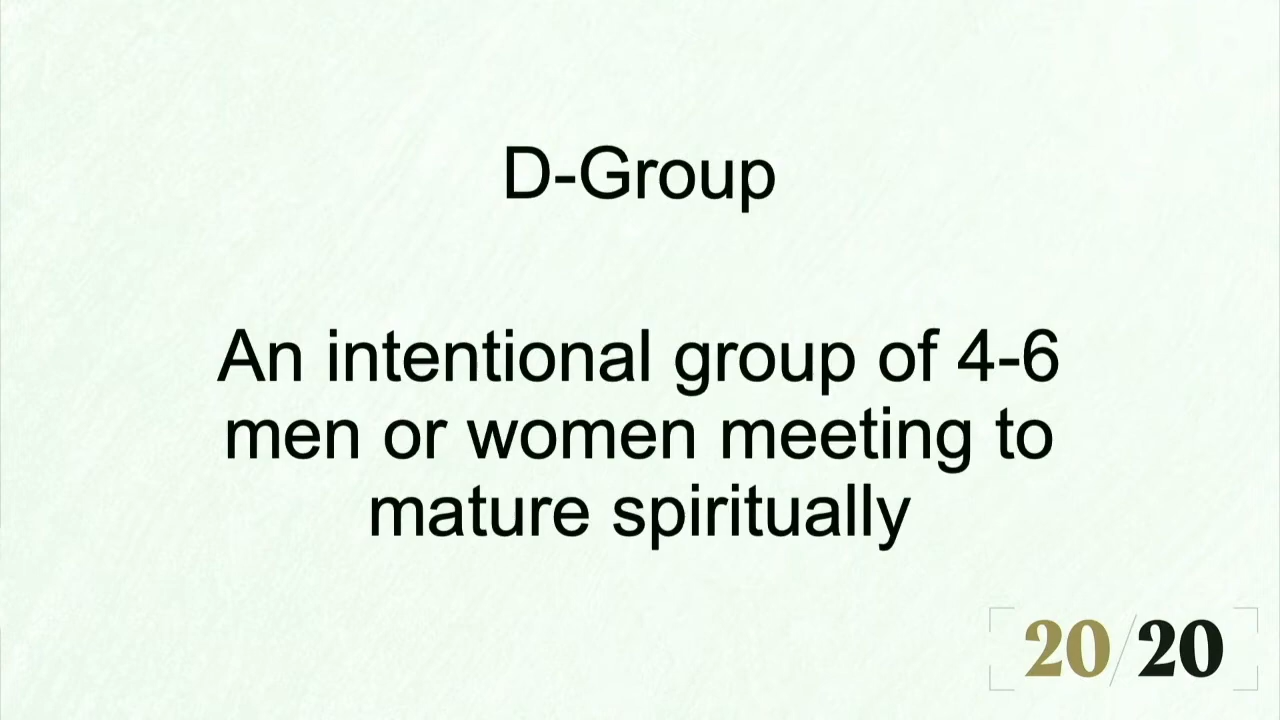 D-Group
An intentional group of 4-6
men or women meeting to
mature spiritually
20/20